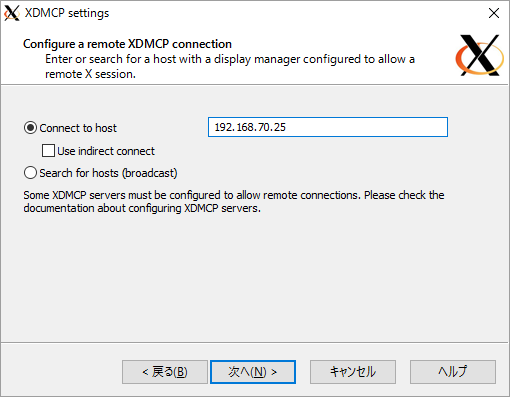 XDMCP settings
Configure a remote XDMCP connection
Enter or search for a host with a display manager configured to allow a
remote X session.
Connect to host
192.168.70.25
Use indirect connect
Search for hosts (broadcast)
Some XDMCP servers must be configured to allow remote connections. Please check the
documentation about configuring XDMCP servers.
< 戻る(B)
次へ(N) >
キャンセル
ヘルプ